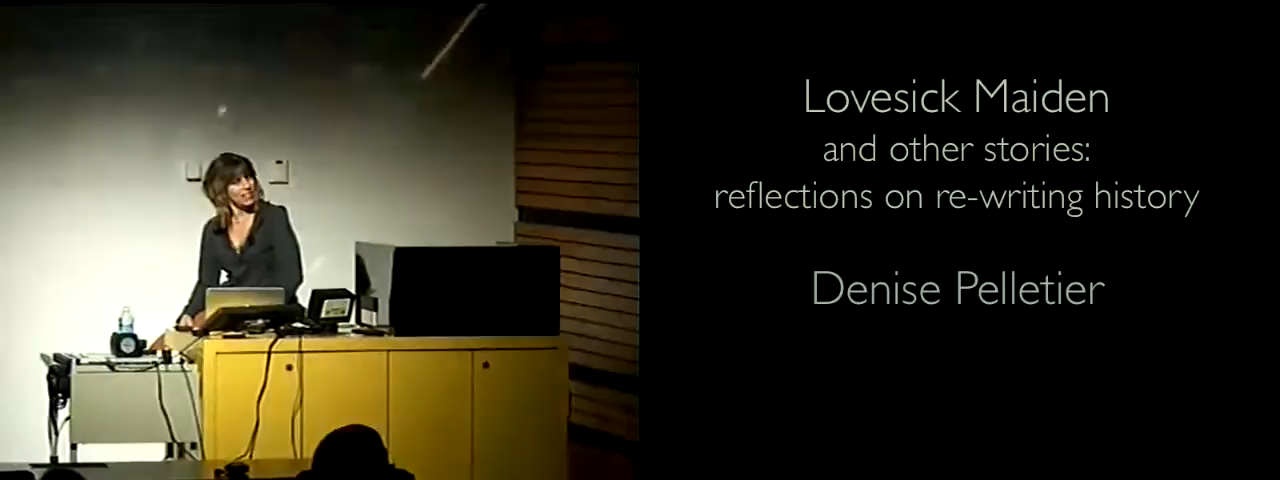 Lovesick Maiden
and other stories:
reflections on re-writing history
Denise Pelletier